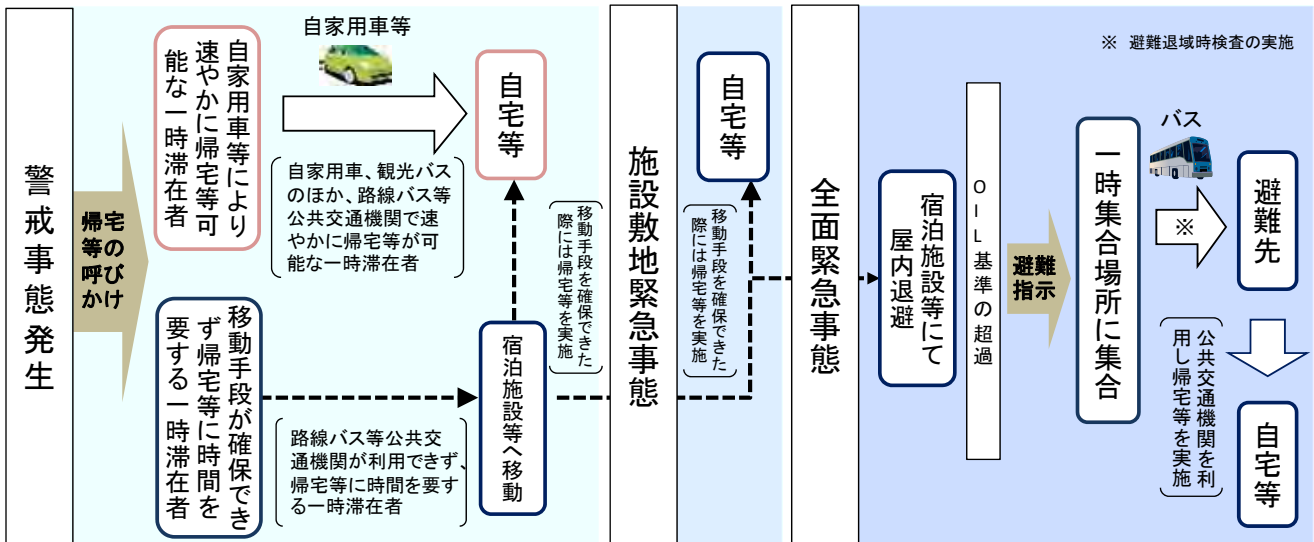 警戒事態発生
帰宅
等の
呼び
かけ
自家用車等により
速やかに帰宅等可
能な一時滞在者
自家用車等
自家用車、観光バス
のほか、路線バス等
公共交通機関で速
やかに帰宅等が可
能な一時滞在者
自宅等
移動手段が確保でき
ず帰宅等に時間を
要する一時滞在者
路線バス等公共交
通機関が利用できず、
帰宅等に時間を要す
る一時滞在者
宿泊施設等へ移動
移動手段を確保できた
際には帰宅等を実施
施設敷地緊急事態
自宅等
移動手段を確保できた
際には帰宅等を実施
全面緊急事態
※ 避難退域時検査の実施
宿泊施設等にて
屋内退避
OIL基準の超過
避難
指示
一時集合場所に集合
バス
※
避難先
公共交通機関を利
用し帰宅等を実施
自宅等